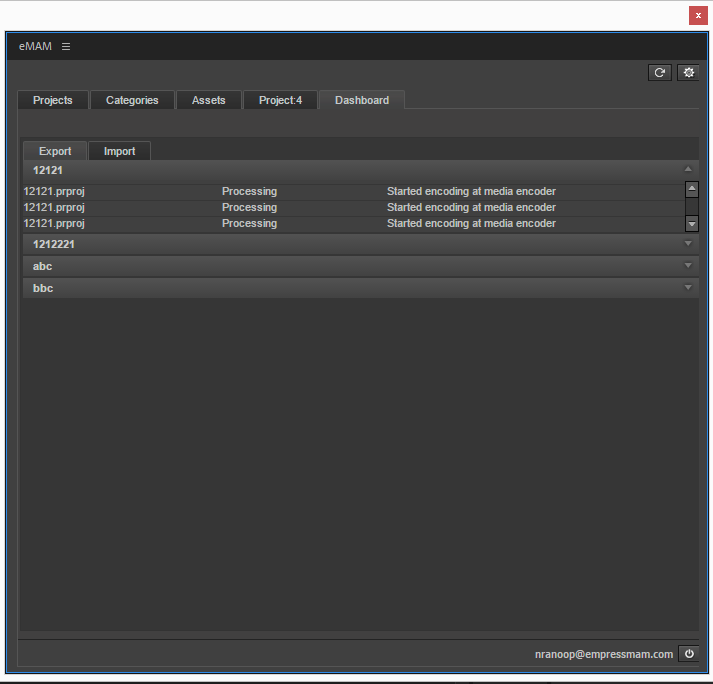 x
eMAM
Projects Categories Assets Project:4 Dashboard
Export Import
12121
12121.prproj Processing Started encoding at media encoder
12121.prproj Processing Started encoding at media encoder
12121.prproj Processing Started encoding at media encoder
1212221
abc
bbc
nranoop@empressmam.com